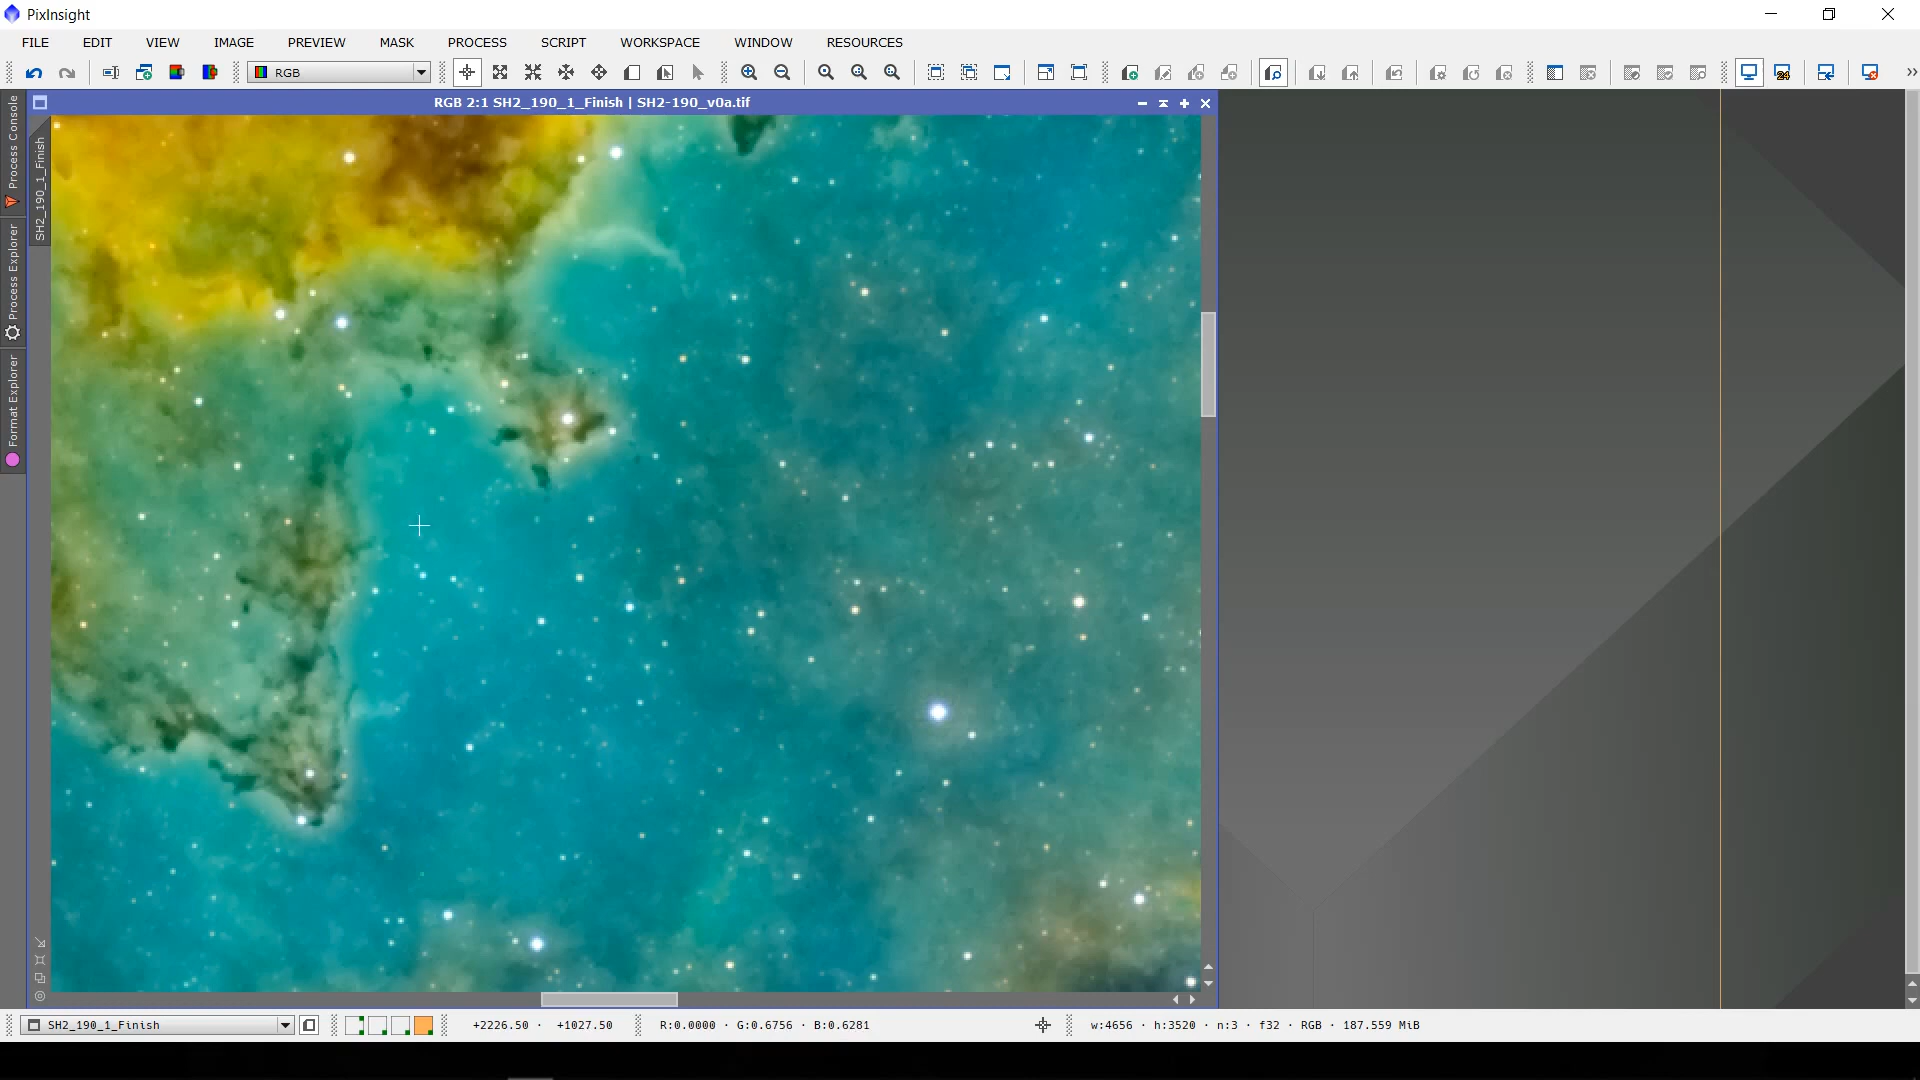 PixInsight
FILE EDIT VIEW IMAGE PREVIEW MASK PROCESS SCRIPT WORKSPACE WINDOW RESOURCES
RGB
24
RGB 2:1 SH2_190_1_Finish | SH2-190_v0a.tif
Process Console
Process Explorer
Format Explorer
SH2_190_1_Finish
SH2_190_1_Finish
+2226.50 · +1027.50
R:0.0000 · G:0.6756 · B:0.6281
w:4656 · h:3520 · n:3 · f32 · RGB · 187.559 MiB